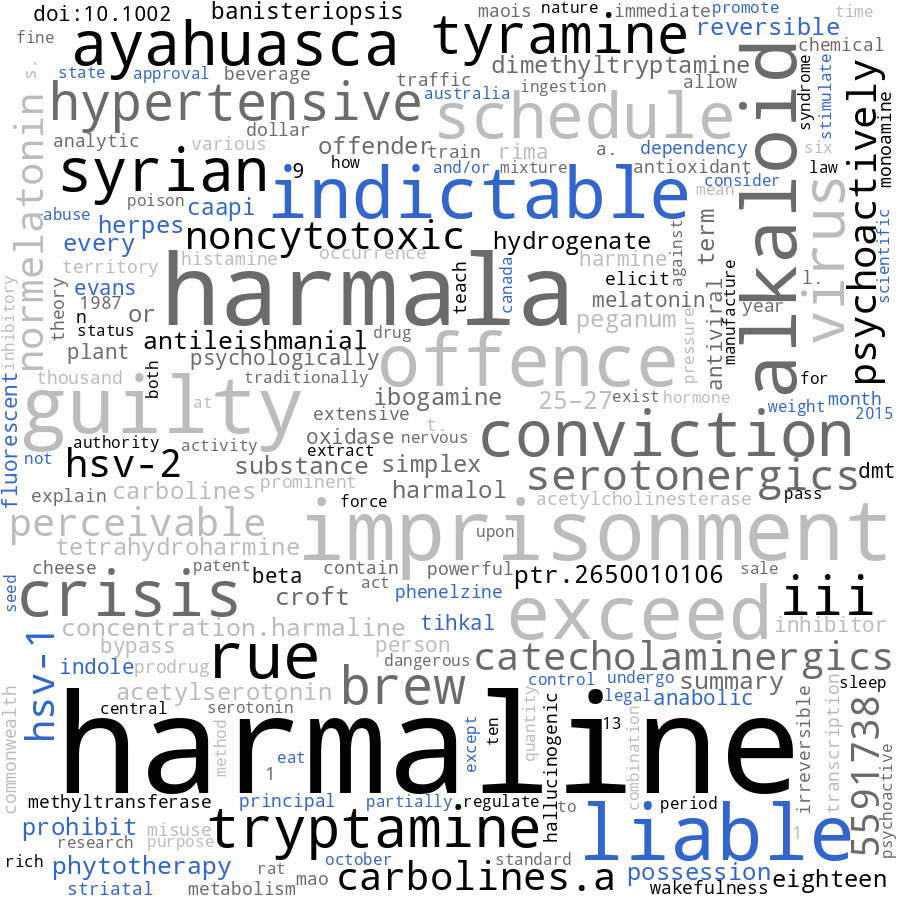 doi:10.1002
banisteriopsis
maois
nature
immediate
promote
time
fine
ayahuasca
tyramine
reversible
chemical
s.
state
approval
beverage
dimethyltryptamine
traffic
ingestion
allow
syndrome
stimulate
hypertensive
australia
schedule
alkaloid
psychoactively
monoamine
dollar
analytic
various
offender
train
rima
a.
dependency
six
normelatonin
syrian
9
how
and/or
mixture
antioxidant
law
poison
caapi
indictable
consider
mean
virus
abuse
herpes
every
noncytotoxic
hydrogenate
term
against
scientific
territory
histamine
occurrence
harmine
elicit
l.
evans
harmala
teach
canada
melatonin
manufacture
year
inhibitory
theory
1987
n
or
peganum
antiviral
pressure
status
antileishmanial
drug
plant
psychologically
offence
thousand
both
traditionally
for
guilty
at
ibogamine
25–27
exist
hormone
weight
month
2015
fluorescent
extensive
t.
conviction
authority
activity
oxidase
nervous
not
hsv-2
extract
substance
simplex
serotonergics
dmt
explain
carbolines
prominent
harmalol
force
acetylcholinesterase
pass
perceivable
imprisonment
upon
tetrahydroharmine
cheese
patent
beta
contain
powerful
ptr.2650010106
sale
seed
crisis
act
croft
phenelzine
exceed
iii
hsv-1
concentration.harmaline
tihkal
inhibitor
bypass
rue
person
indole
prodrug
dangerous
catecholaminergics
brew
control
undergo
summary
sleep
acetylserotonin
legal
anabolic
commonwealth
central
serotonin
method
harmaline
except
ten
quantity
hallucinogenic
13
combination
irreversible
transcription
5591738
psychoactive
eat
1
methyltransferase
principal
partially
regulate
to
period
prohibit
misuse
tryptamine
liable
1
research
purpose
rich
phytotherapy
rat
october
standard
possession
striatal
metabolism
mao
carbolines.a
wakefulness
eighteen